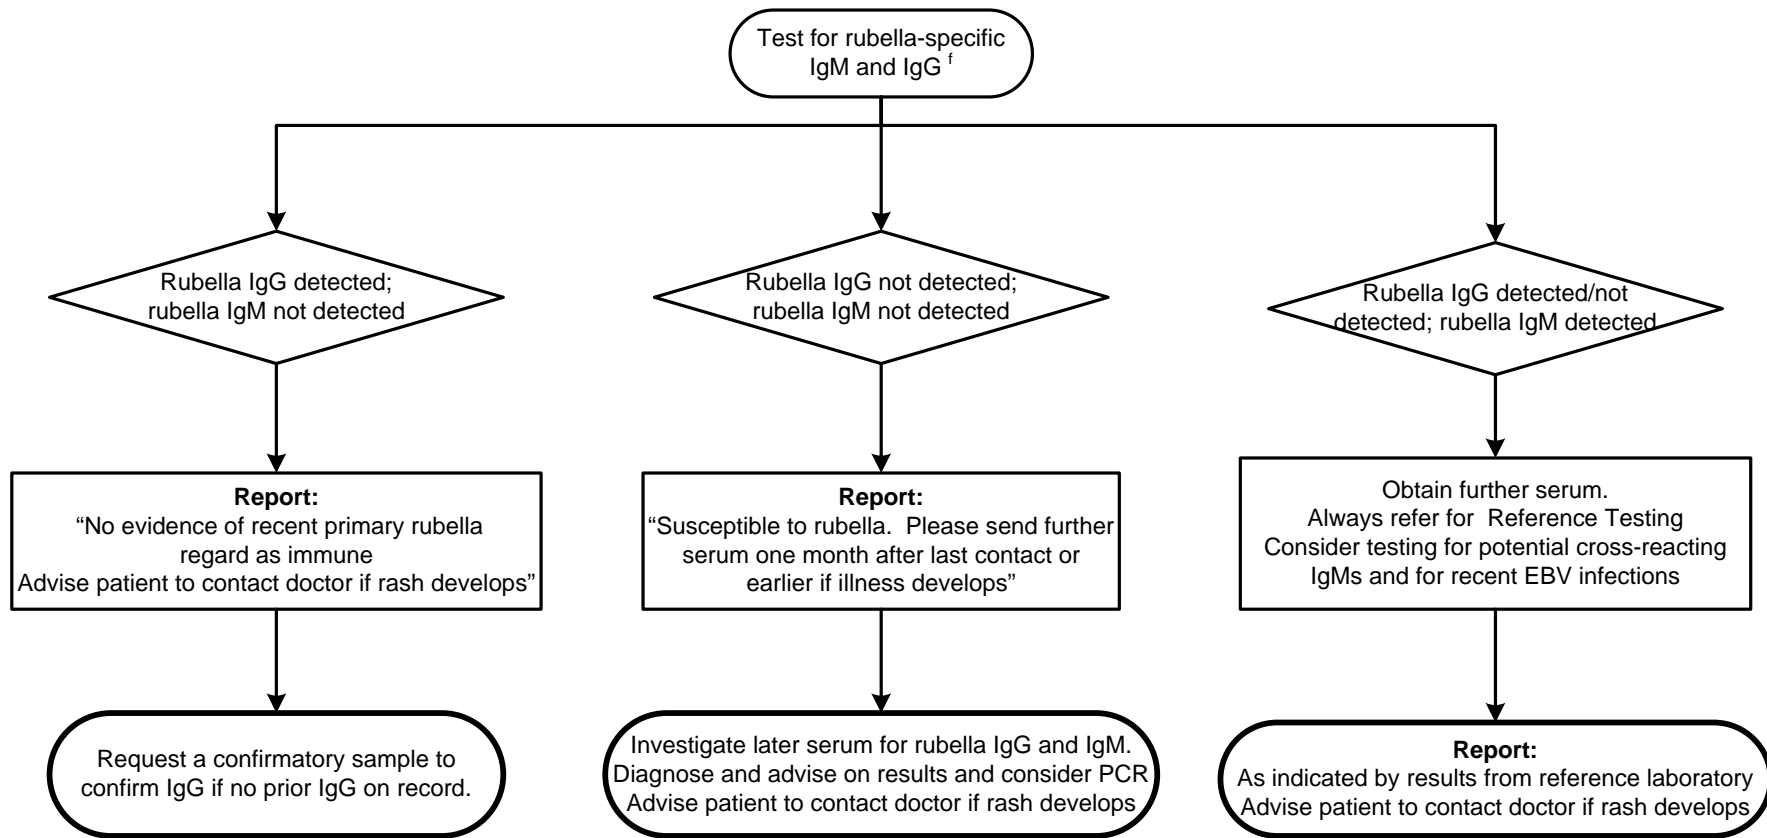 Test for rubella-specific
IgM and IgG f
Rubella IgG detected;
rubella IgM not detected
Rubella IgG not detected;
rubella IgM not detected
Rubella IgG detected/not
detected; rubella IgM detected
Report:
“No evidence of recent primary rubella
regard as immune
Advise patient to contact doctor if rash develops”
Report:
“Susceptible to rubella.  Please send further
serum one month after last contact or
earlier if illness develops”
Obtain further serum.
Always refer for  Reference Testing
Consider testing for potential cross-reacting
IgMs and for recent EBV infections
Request a confirmatory sample to
confirm IgG if no prior IgG on record.
Investigate later serum for rubella IgG and IgM.
Diagnose and advise on results and consider PCR
Advise patient to contact doctor if rash develops
Report:
As indicated by results from reference laboratory
Advise patient to contact doctor if rash develops